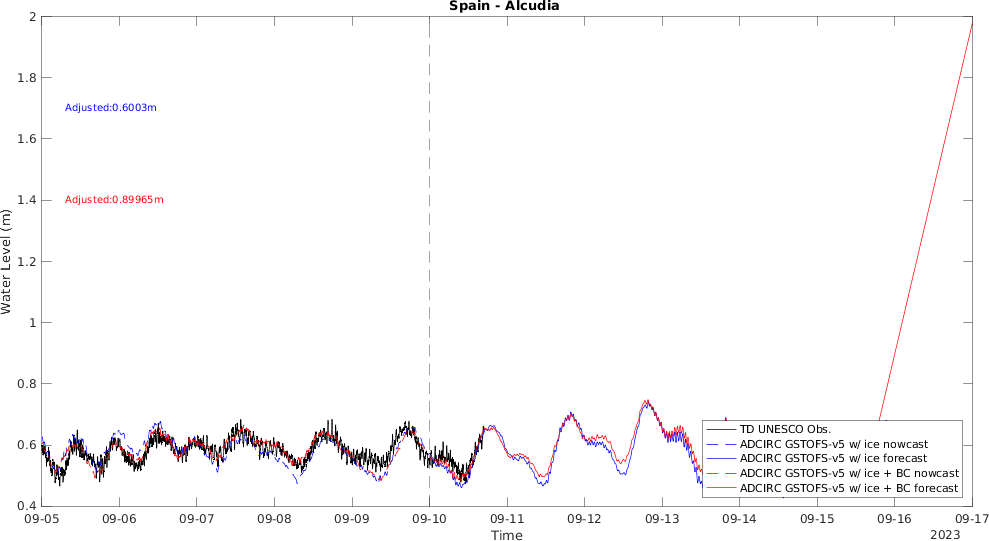 Spain - Alcudia
2
1.8
Adjusted:0.6003m
1.6
1.4
Adjusted:0.89965m
1.2
1
0.8
0.6
0.4
Water Level (m)
TD UNESCO Obs.
ADCIRC GSTOFS-v5 w/ ice nowcast
ADCIRC GSTOFS-v5 w/ ice forecast
ADCIRC GSTOFS-v5 w/ ice + BC nowcast
ADCIRC GSTOFS-v5 w/ ice + BC forecast
09-05 09-06 09-07 09-08 09-09 09-10 09-11 09-12 09-13 09-14 09-15 09-16 09-17
Time
2023